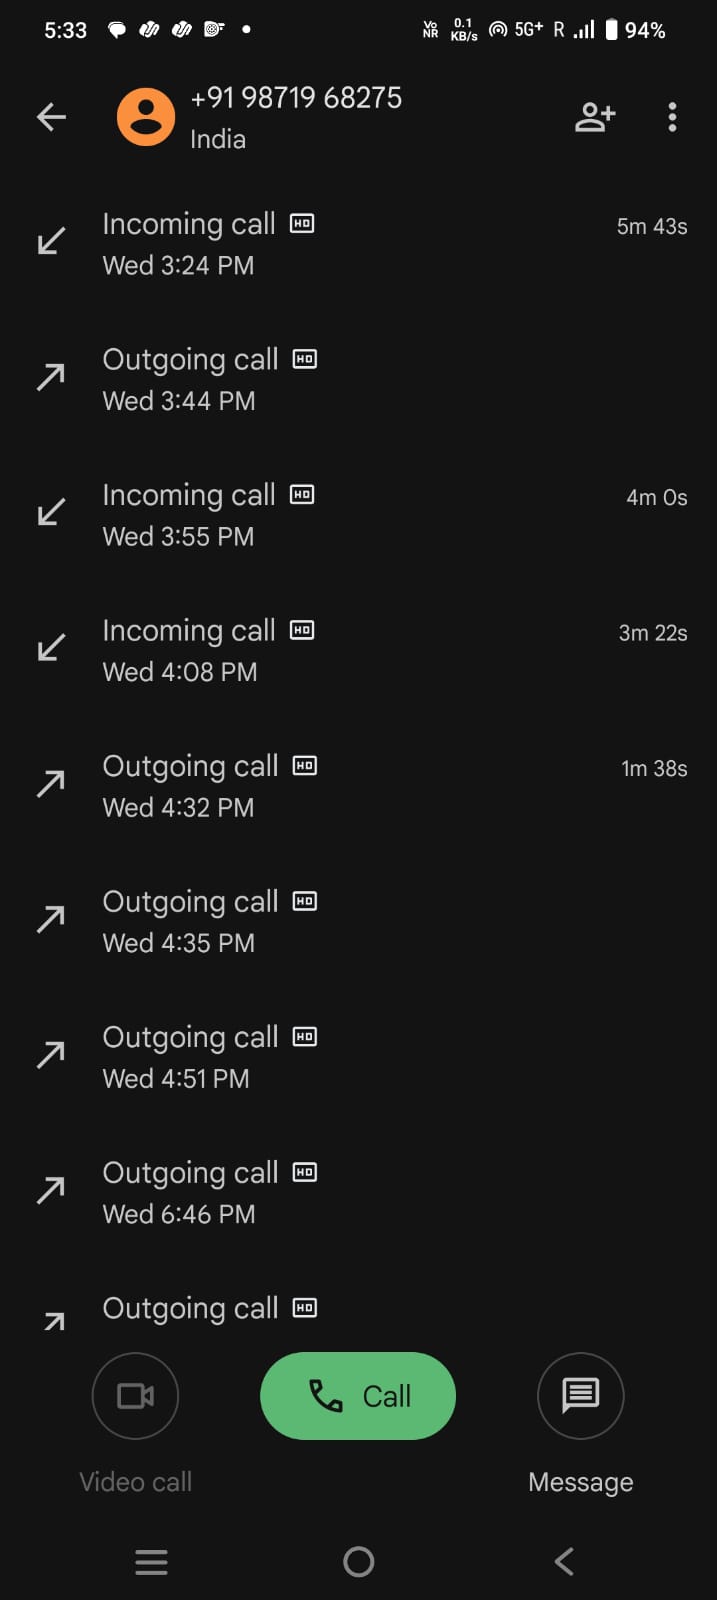 5:33
Vo NR 0.1 KB/s 5G+ R 94%
+91 98719 68275
India
Incoming call HD 5m 43s
Wed 3:24 PM
Outgoing call HD
Wed 3:44 PM
Incoming call HD 4m 0s
Wed 3:55 PM
Incoming call HD 3m 22s
Wed 4:08 PM
Outgoing call HD 1m 38s
Wed 4:32 PM
Outgoing call HD
Wed 4:35 PM
Outgoing call HD
Wed 4:51 PM
Outgoing call HD
Wed 6:46 PM
Outgoing call HD
Call
Video call
Message